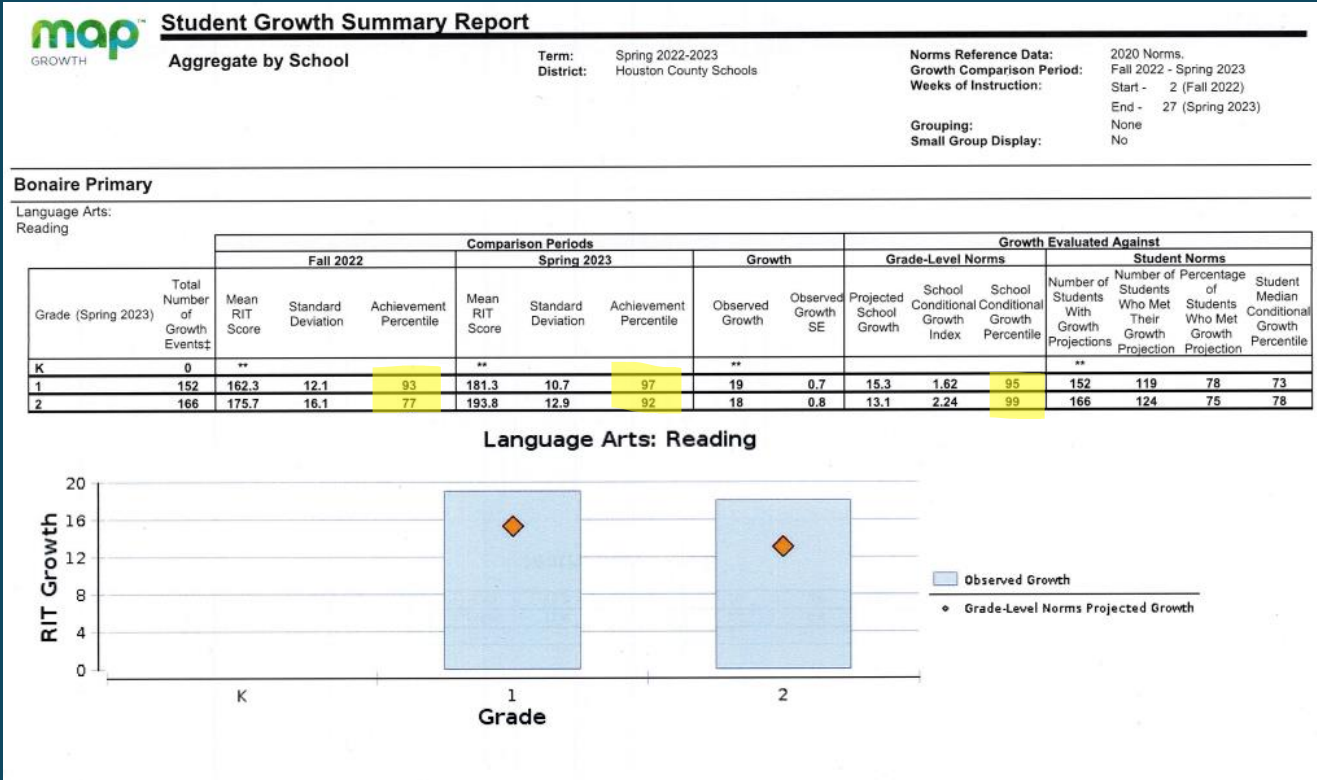 map™
GROWTH
Student Growth Summary Report
Aggregate by School
Term: Spring 2022-2023
District: Houston County Schools
Norms Reference Data: 2020 Norms.
Growth Comparison Period: Fall 2022 - Spring 2023
Weeks of Instruction: Start - 2 (Fall 2022)
End - 27 (Spring 2023)
Grouping: None
Small Group Display: No
Bonaire Primary
Language Arts:
Reading
Comparison Periods Growth Evaluated Against
Fall 2022 Spring 2023 Growth Grade-Level Norms Student Norms
Grade (Spring 2023) Total Number of Growth Events‡ Mean RIT Score Standard Deviation Achievement Percentile Mean RIT Score Standard Deviation Achievement Percentile Observed Growth Observed Growth SE Projected School Growth School Conditional Growth Index School Conditional Growth Percentile Number of Students With Growth Projections Number of Students Who Met Their Growth Projection Percentage of Students Who Met Growth Projection Student Median Conditional Growth Percentile
K 0 ** ** ** **
1 152 162.3 12.1 93 181.3 10.7 97 19 0.7 15.3 1.62 95 152 119 78 73
2 166 175.7 16.1 77 193.8 12.9 92 18 0.8 13.1 2.24 99 166 124 75 78
Language Arts: Reading
RIT Growth
20
16
12
8
4
0
K 1 2
Grade
Observed Growth
Grade-Level Norms Projected Growth